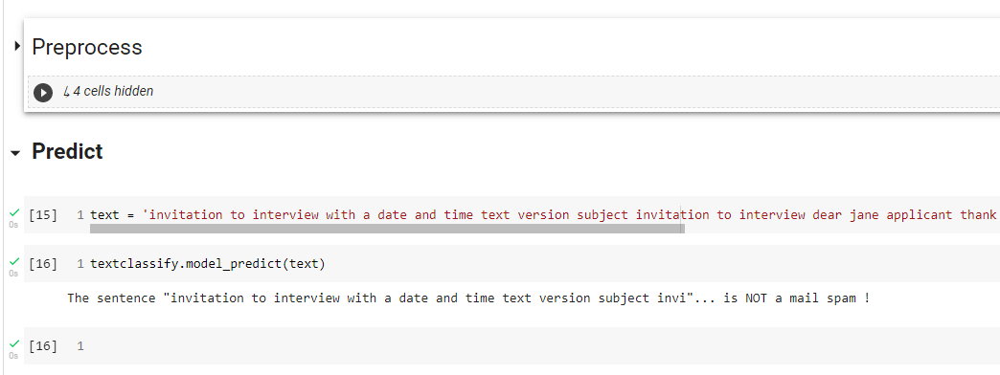 Preprocess
4 cells hidden
Predict
[15] 1 text = 'invitation to interview with a date and time text version subject invitation to interview dear jane applicant thank
0s
[16] 1 textclassify.model_predict(text)
0s
The sentence "invitation to interview with a date and time text version subject invi"... is NOT a mail spam !
[16] 1
0s